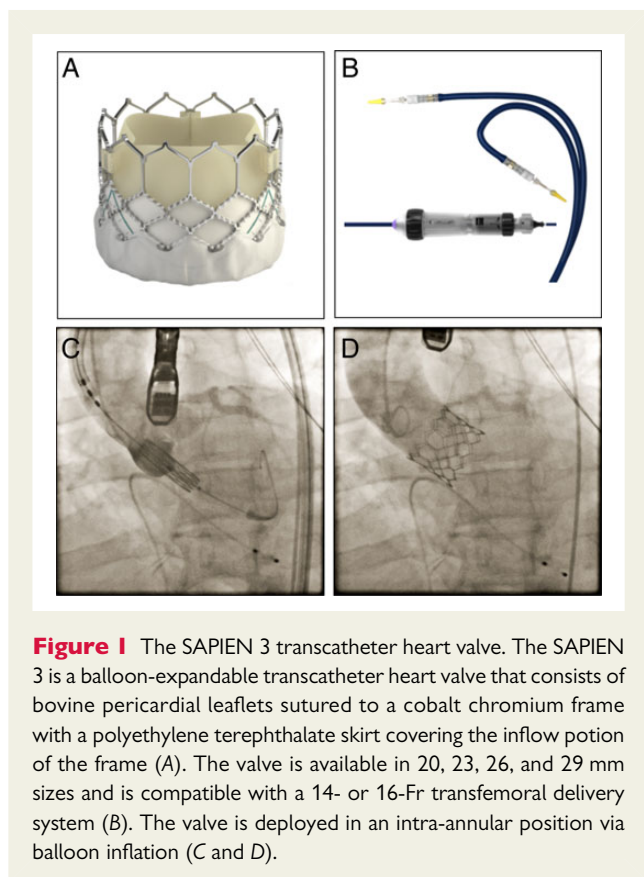 A
B
C
D
Figure 1 The SAPIEN 3 transcatheter heart valve. The SAPIEN
3 is a balloon-expandable transcatheter heart valve that consists of
bovine pericardial leaflets sutured to a cobalt chromium frame
with a polyethylene terephthalate skirt covering the inflow potion
of the frame (A). The valve is available in 20, 23, 26, and 29 mm
sizes and is compatible with a 14- or 16-Fr transfemoral delivery
system (B). The valve is deployed in an intra-annular position via
balloon inflation (C and D).